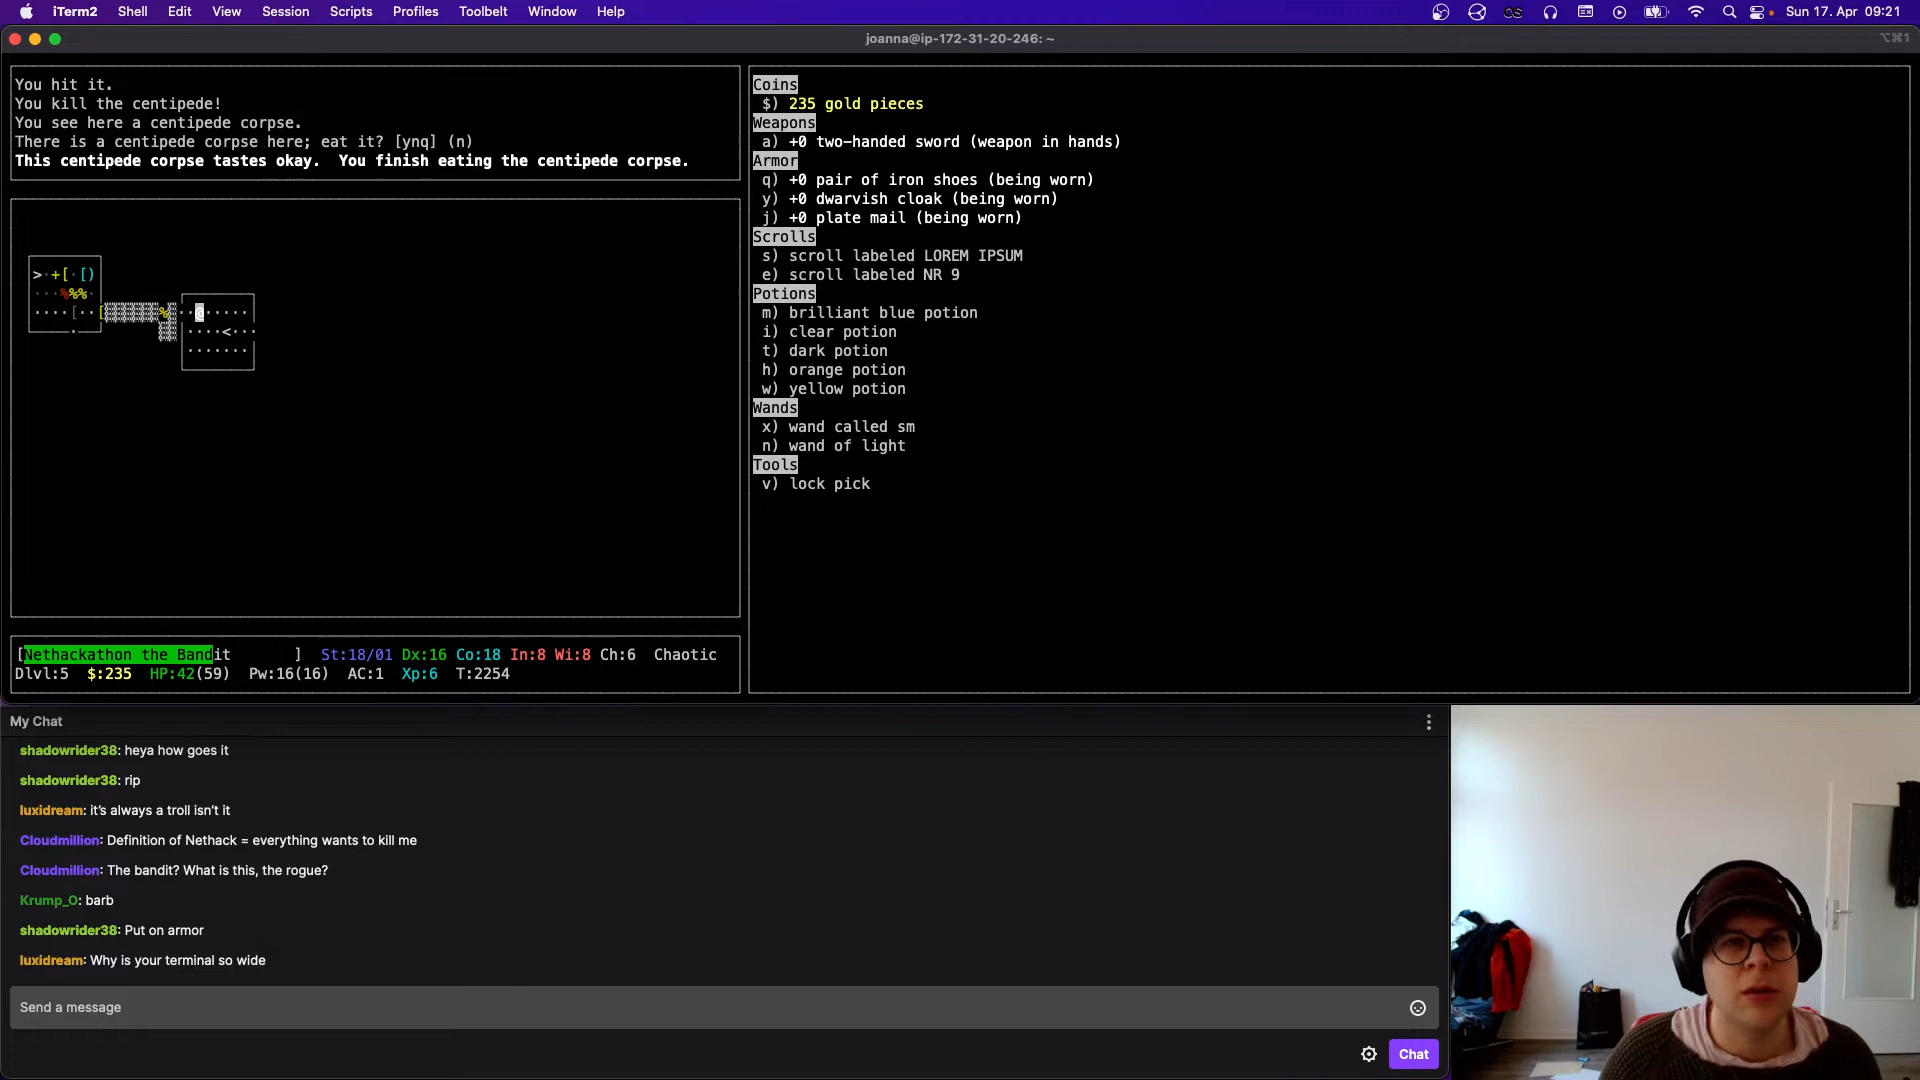 iTerm2 Shell Edit View Session Scripts Profiles Toolbelt Window Help Sun 17. Apr 09:21
joanna@ip-172-31-20-246: ~ ⌥⌘1
You hit it.
You kill the centipede!
You see here a centipede corpse.
There is a centipede corpse here; eat it? [ynq] (n)
This centipede corpse tastes okay.  You finish eating the centipede corpse.
Coins
$) 235 gold pieces
Weapons
a) +0 two-handed sword (weapon in hands)
Armor
q) +0 pair of iron shoes (being worn)
y) +0 dwarvish cloak (being worn)
j) +0 plate mail (being worn)
Scrolls
s) scroll labeled LOREM IPSUM
e) scroll labeled NR 9
Potions
m) brilliant blue potion
i) clear potion
t) dark potion
h) orange potion
w) yellow potion
Wands
x) wand called sm
n) wand of light
Tools
v) lock pick
>·+[·[)
···%%%·
····[··[ % ··@·····
····<···
·······
[Nethackathon the Bandit ] St:18/01 Dx:16 Co:18 In:8 Wi:8 Ch:6 Chaotic
Dlvl:5 $:235 HP:42(59) Pw:16(16) AC:1 Xp:6 T:2254
My Chat
shadowrider38: heya how goes it
shadowrider38: rip
luxidream: it's always a troll isn't it
Cloudmillion: Definition of Nethack = everything wants to kill me
Cloudmillion: The bandit? What is this, the rogue?
Krump_O: barb
shadowrider38: Put on armor
luxidream: Why is your terminal so wide
Send a message
Chat